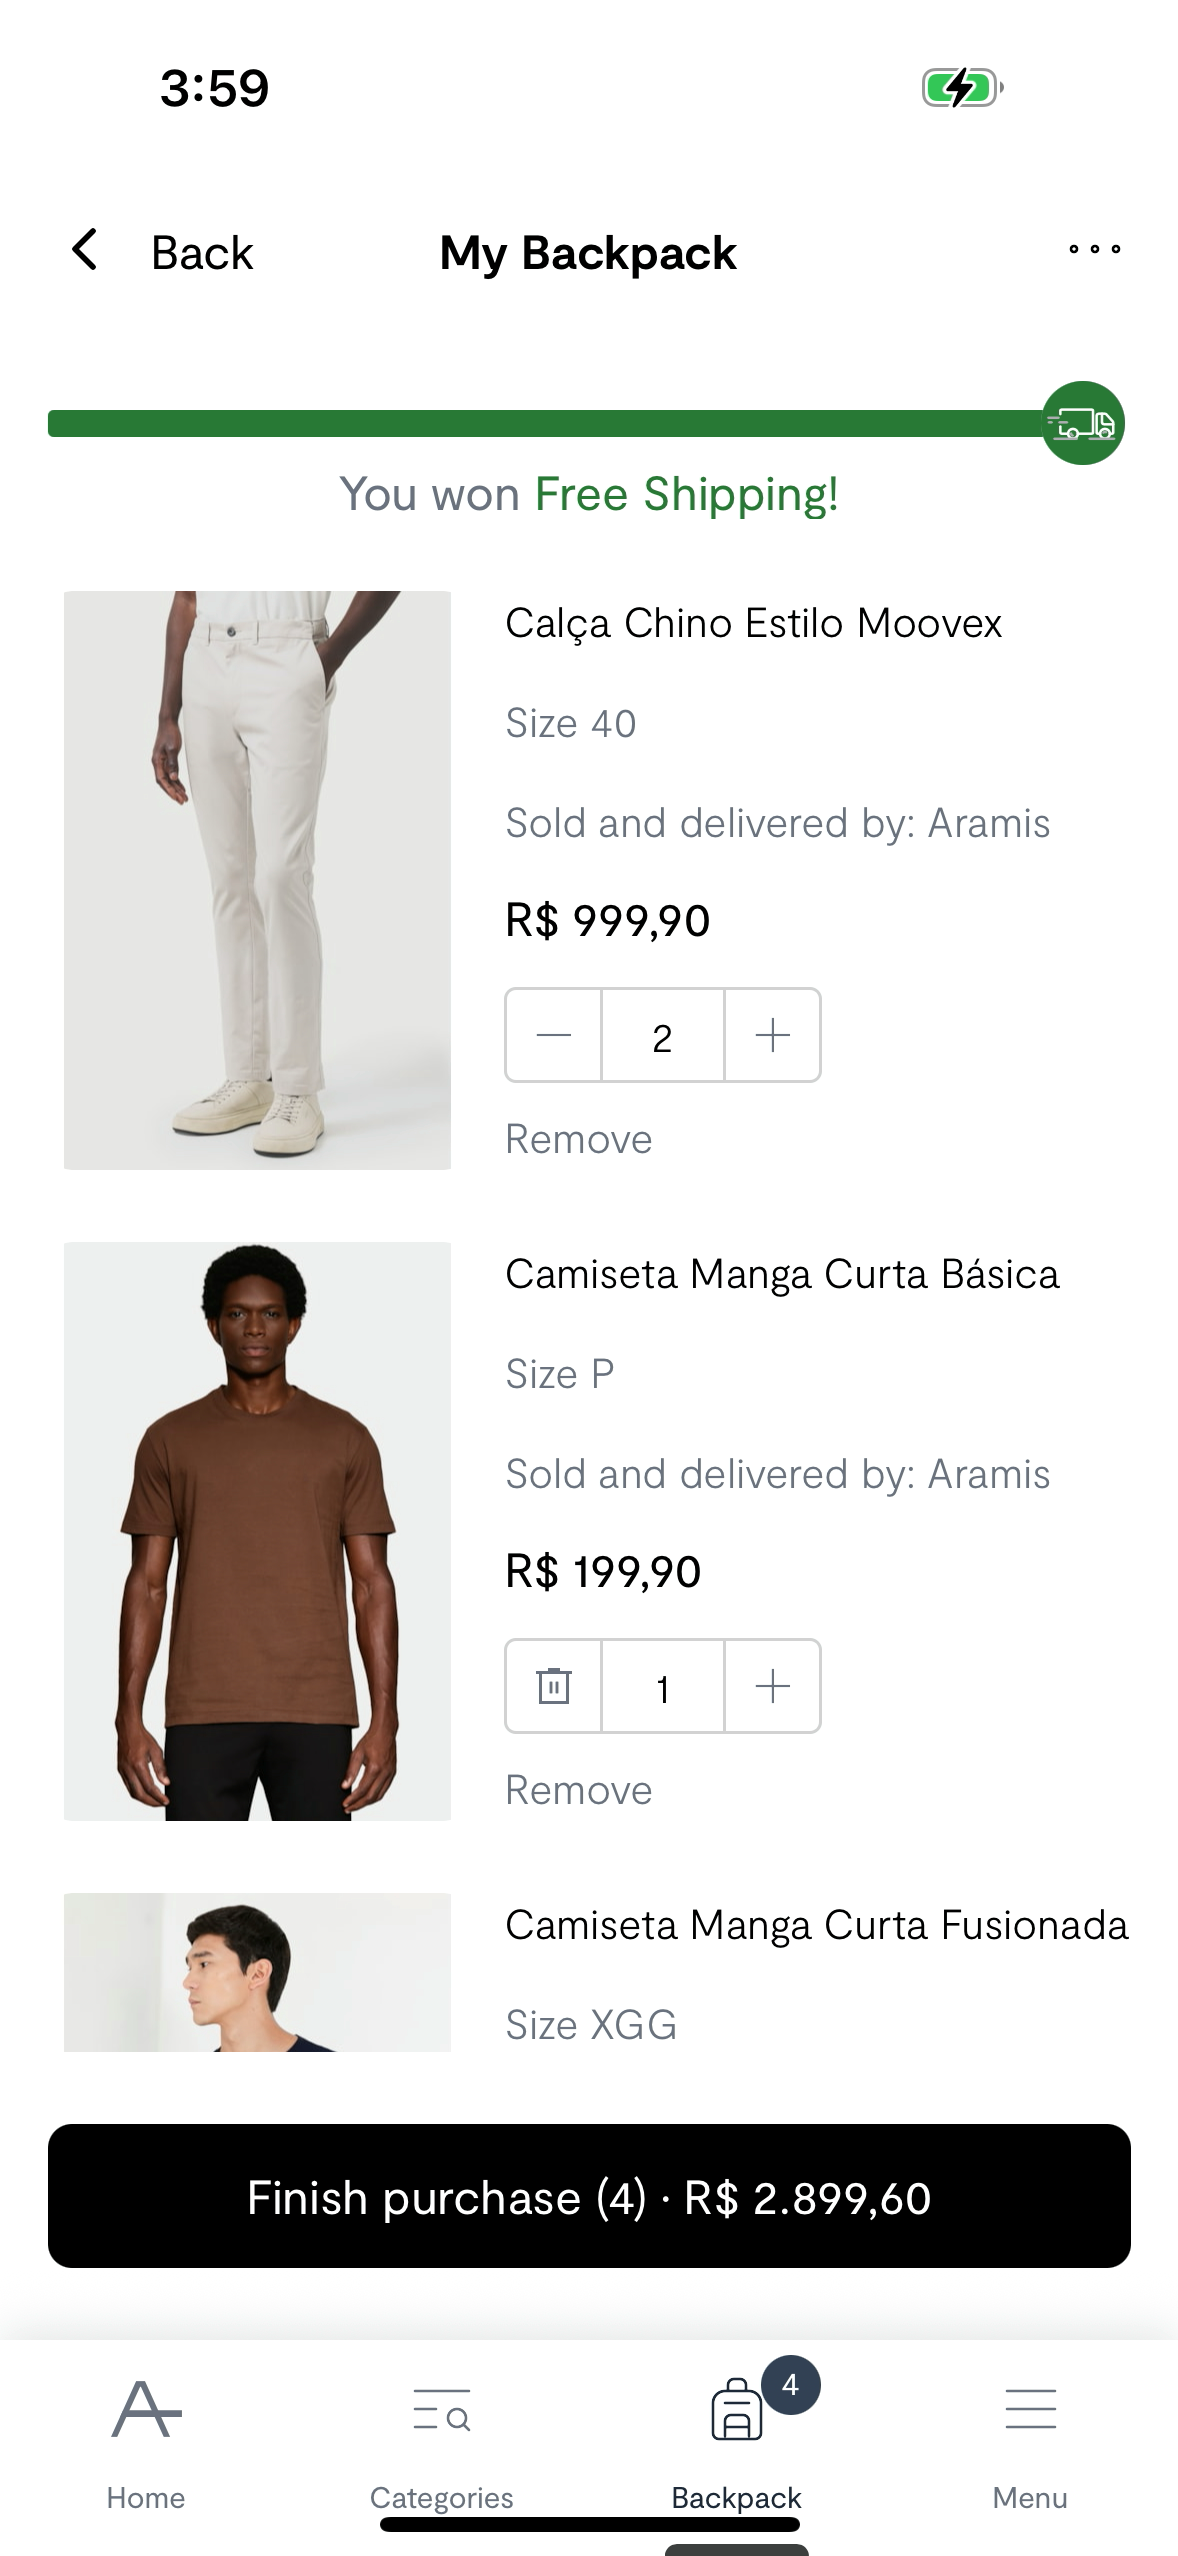 3:59
Back
My Backpack
You won Free Shipping!
Calça Chino Estilo Moovex
Size 40
Sold and delivered by: Aramis
R$ 999,90
2
Remove
Camiseta Manga Curta Básica
Size P
Sold and delivered by: Aramis
R$ 199,90
1
Remove
Camiseta Manga Curta Fusionada
Size XGG
Finish purchase (4) · R$ 2.899,60
4
Home
Categories
Backpack
Menu